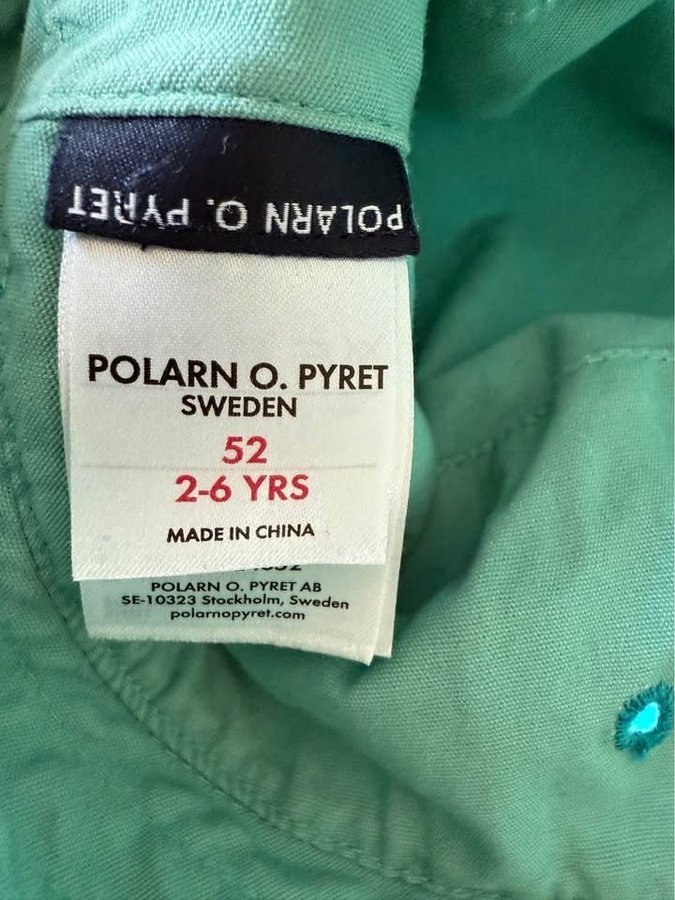 POLARN O. PYRET
POLARN O. PYRET
SWEDEN
52
2-6 YRS
MADE IN CHINA
POLARN O. PYRET AB
SE-10323 Stockholm, Sweden
polarnopyret.com